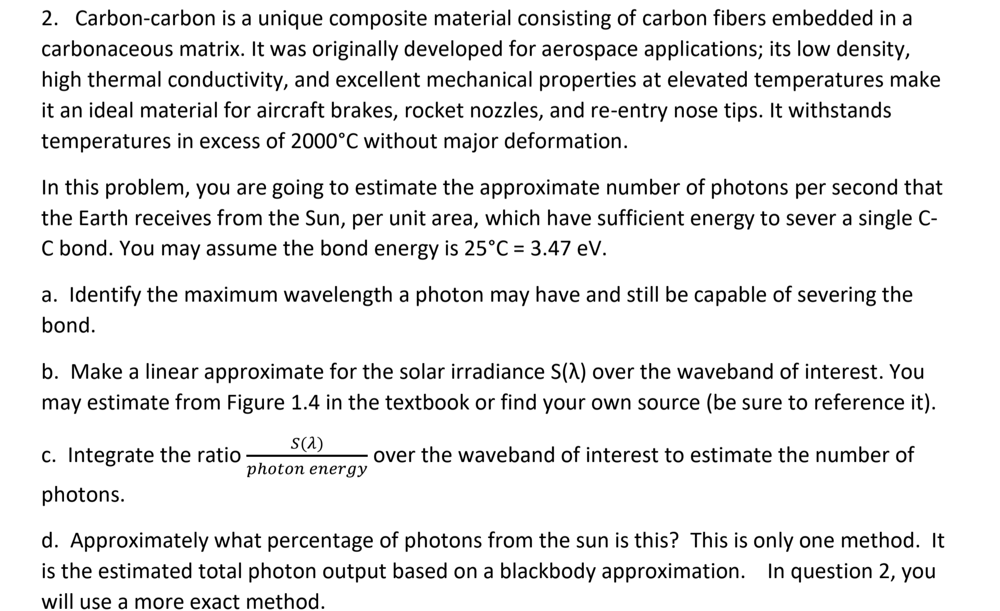 2. Carbon-carbon is a unique composite material consisting of carbon fibers embedded in a
carbonaceous matrix. It was originally developed for aerospace applications; its low density,
high thermal conductivity, and excellent mechanical properties at elevated temperatures make
it an ideal material for aircraft brakes, rocket nozzles, and re-entry nose tips. It withstands
temperatures in excess of 2000°C without major deformation.
In this problem, you are going to estimate the approximate number of photons per second that
the Earth receives from the Sun, per unit area, which have sufficient energy to sever a single C-
C bond. You may assume the bond energy is 25°C = 3.47 eV.
a. Identify the maximum wavelength a photon may have and still be capable of severing the
bond.
b. Make a linear approximate for the solar irradiance S(λ) over the waveband of interest. You
may estimate from Figure 1.4 in the textbook or find your own source (be sure to reference it).
c. Integrate the ratio S(λ)/photon energy over the waveband of interest to estimate the number of
photons.
d. Approximately what percentage of photons from the sun is this? This is only one method. It
is the estimated total photon output based on a blackbody approximation. In question 2, you
will use a more exact method.